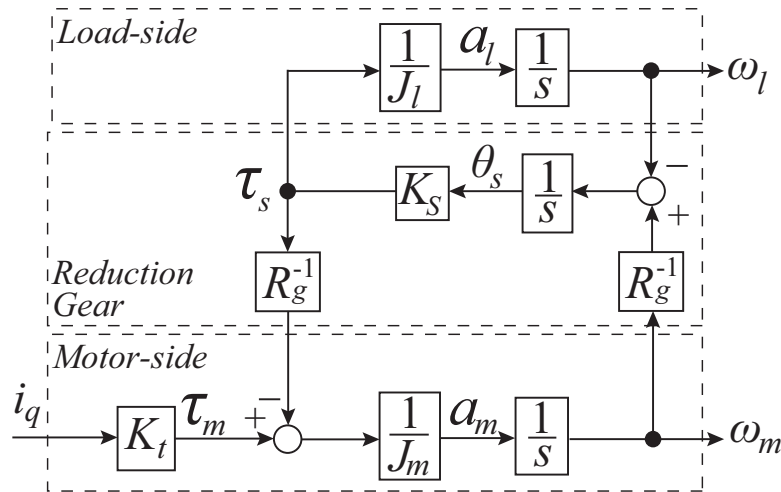 Load-side
1/J_l
a_l
1/s
ω_l
−
τ_s
K_S
θ_s
1/s
+
Reduction
Gear
R_g^-1
R_g^-1
Motor-side
i_q
K_t
τ_m
+
−
1/J_m
a_m
1/s
ω_m